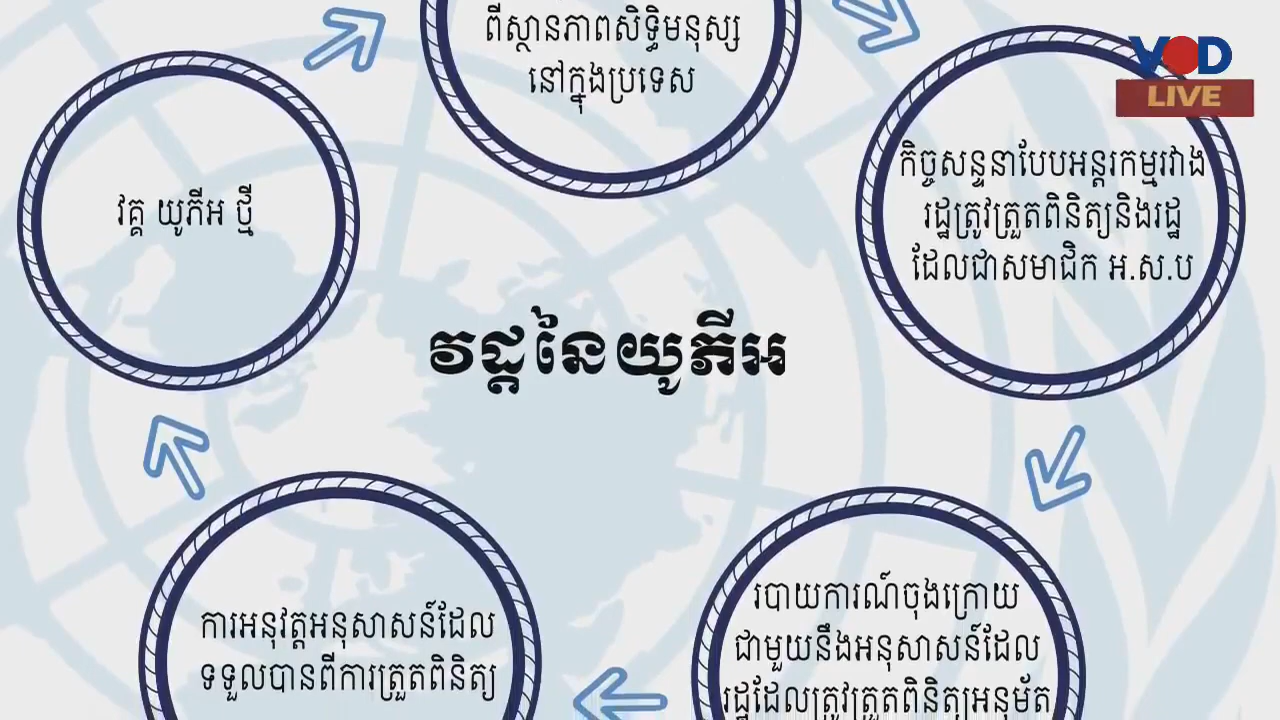 ពីស្ថានភាពសិទ្ធិមនុស្ស
នៅក្នុងប្រទេស
VOD
LIVE
កិច្ចសន្ទនាបែបអន្តរកម្មរវាង
រដ្ឋត្រូវត្រួតពិនិត្យនិងរដ្ឋ
ដែលជាសមាជិក អ.ស.ប
វគ្គ យូភីអ ថ្មី
វដ្តនៃយូភីអ
របាយការណ៍ចុងក្រោយ
ជាមួយនឹងអនុសាសន៍ដែល
រដ្ឋដែលត្រូវត្រួតពិនិត្យអនុម័ត
ការអនុវត្តអនុសាសន៍ដែល
ទទួលបានពីការត្រួតពិនិត្យ